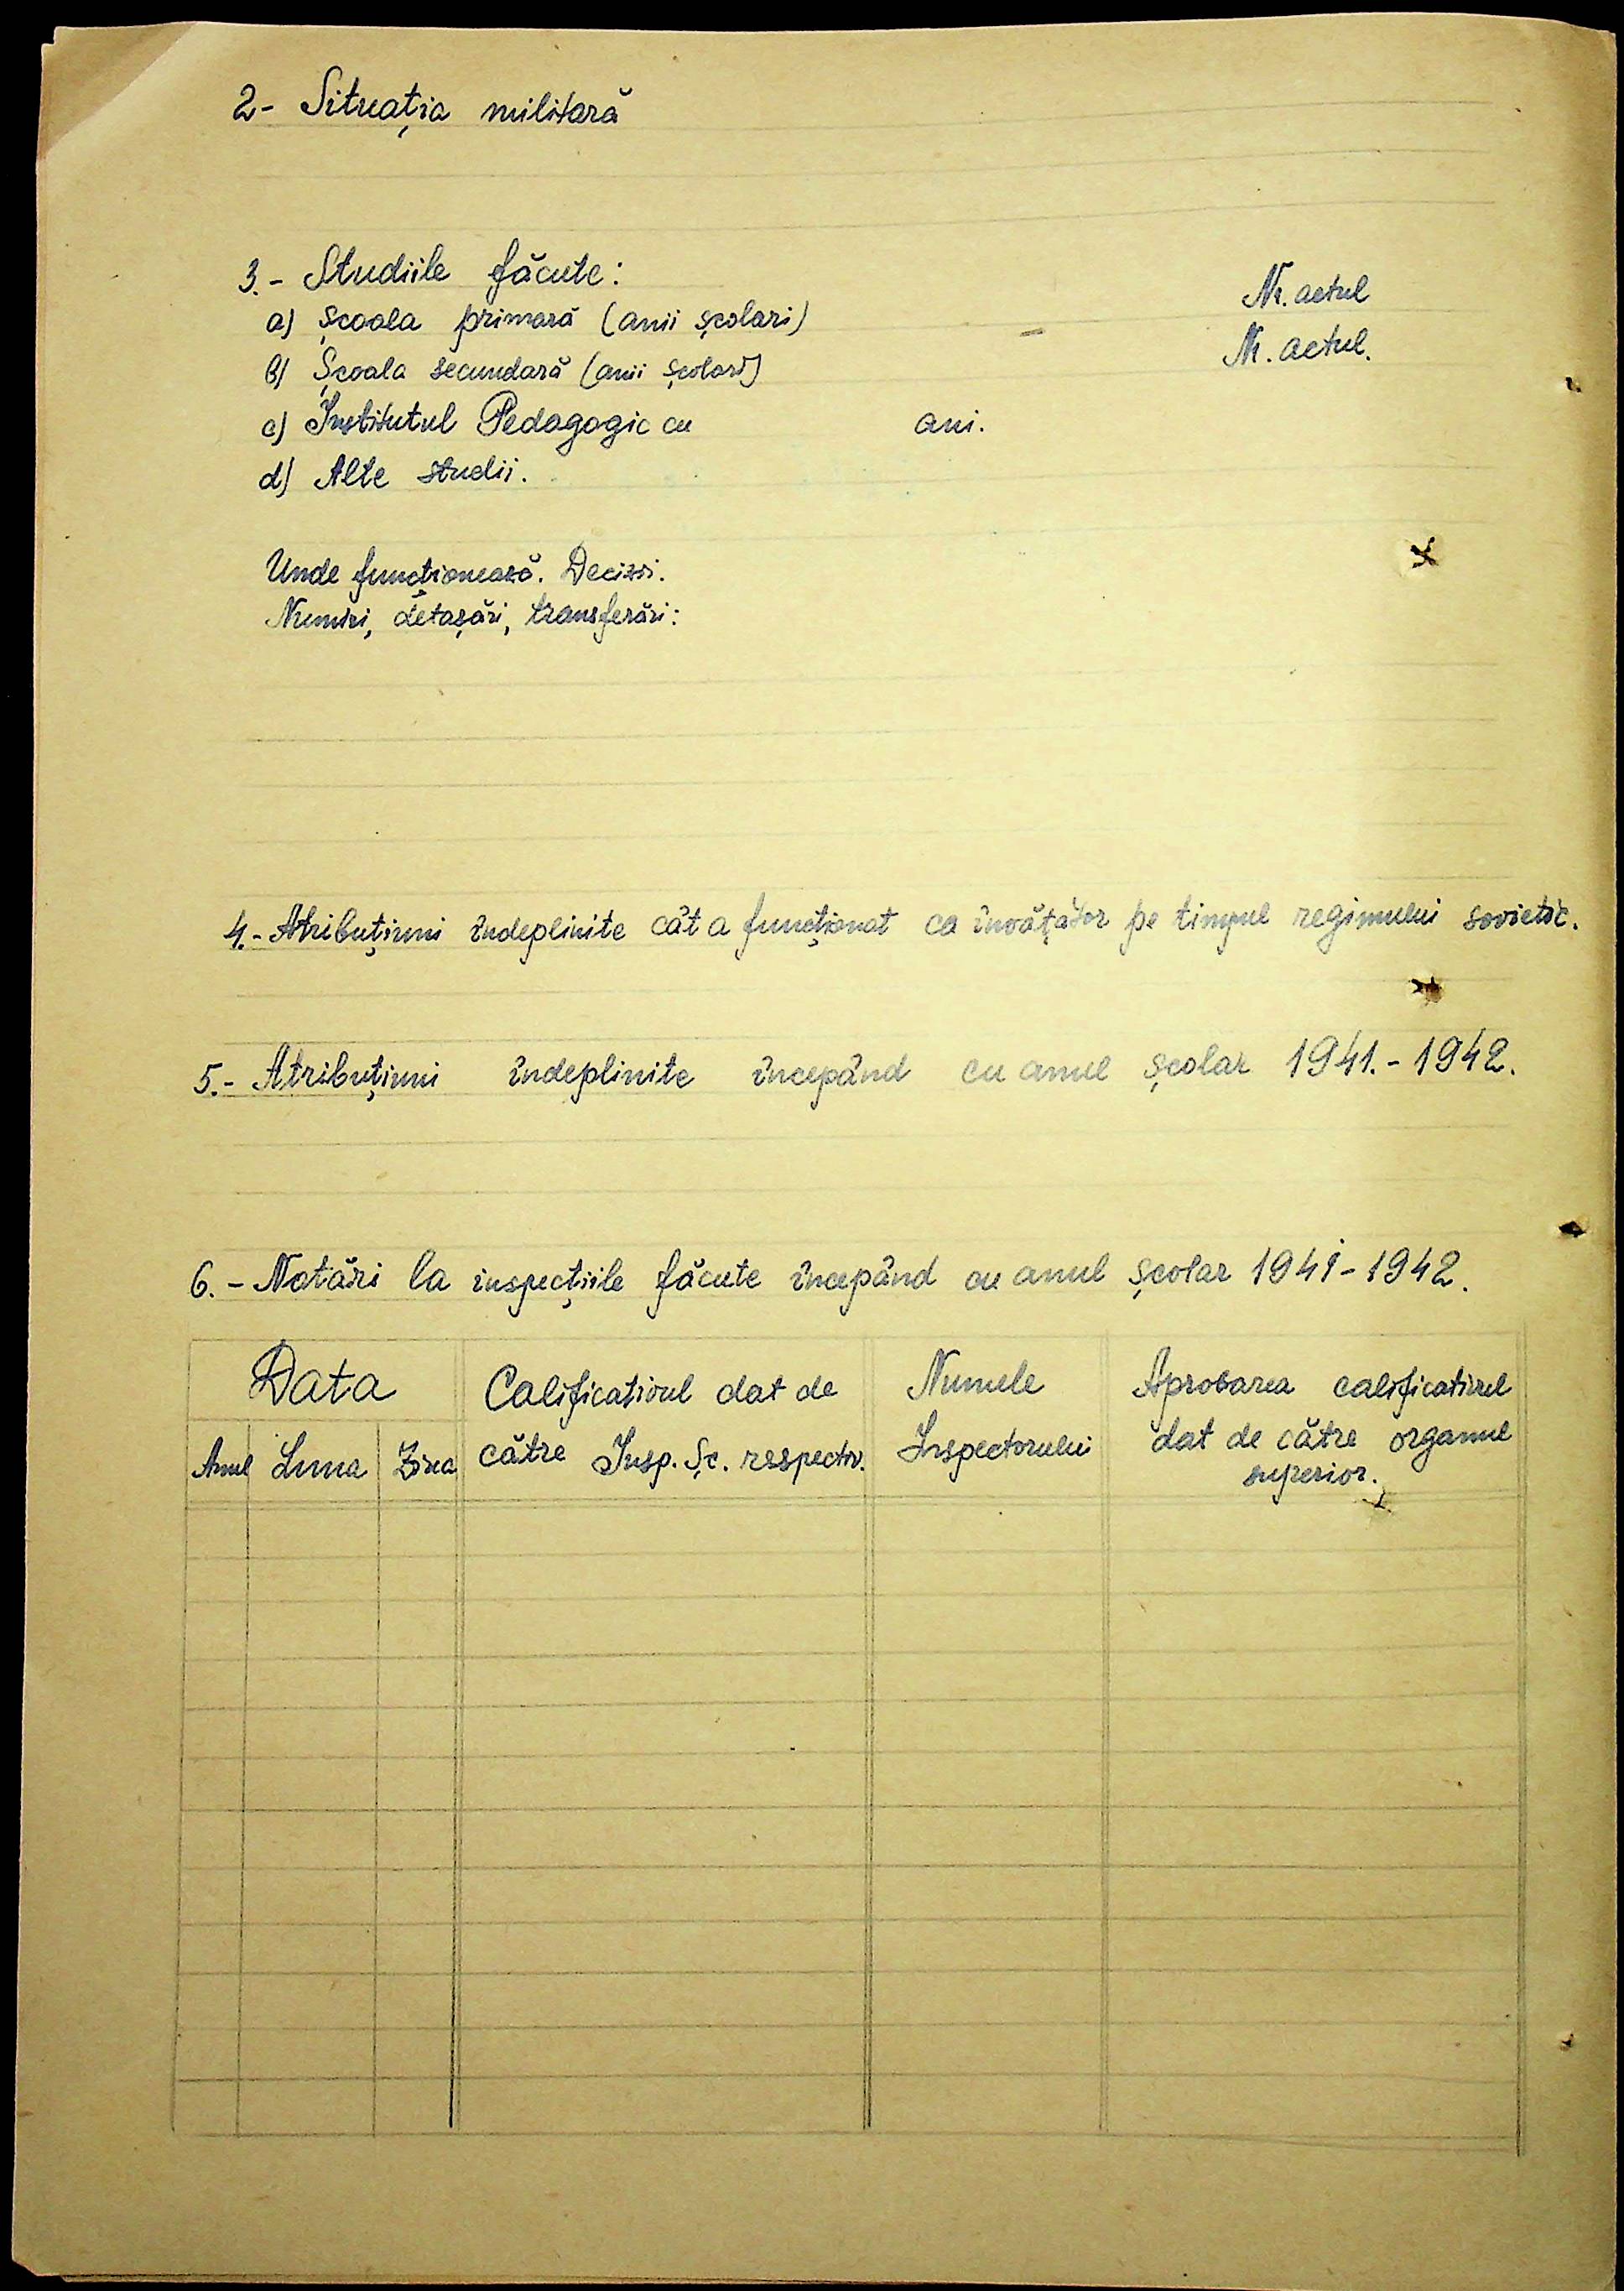 2- Situația militară
3.- Studiile făcute:
a) școala primară (anii școlari) - Nr. actul
b) Școala secundară (anii școlari) Nr. actul.
c) Institutul Pedagogic cu ani.
d) Alte studii.
Unde funcționează. Decizii.
Numiri, detașări, transferări:
4.- Atribuțiuni îndeplinite cât a funcționat ca învățător pe timpul regimului sovietic.
5.- Atribuțiuni îndeplinite începând cu anul școlar 1941.-1942.
6.- Notări la inspecțiile făcute începând cu anul școlar 1941-1942.
Data
Anul Luna Ziua
Calificativul dat de
către Insp. Șc. respectiv.
Numele
Inspectorului
Aprobarea calificativul
dat de către organul
superior.